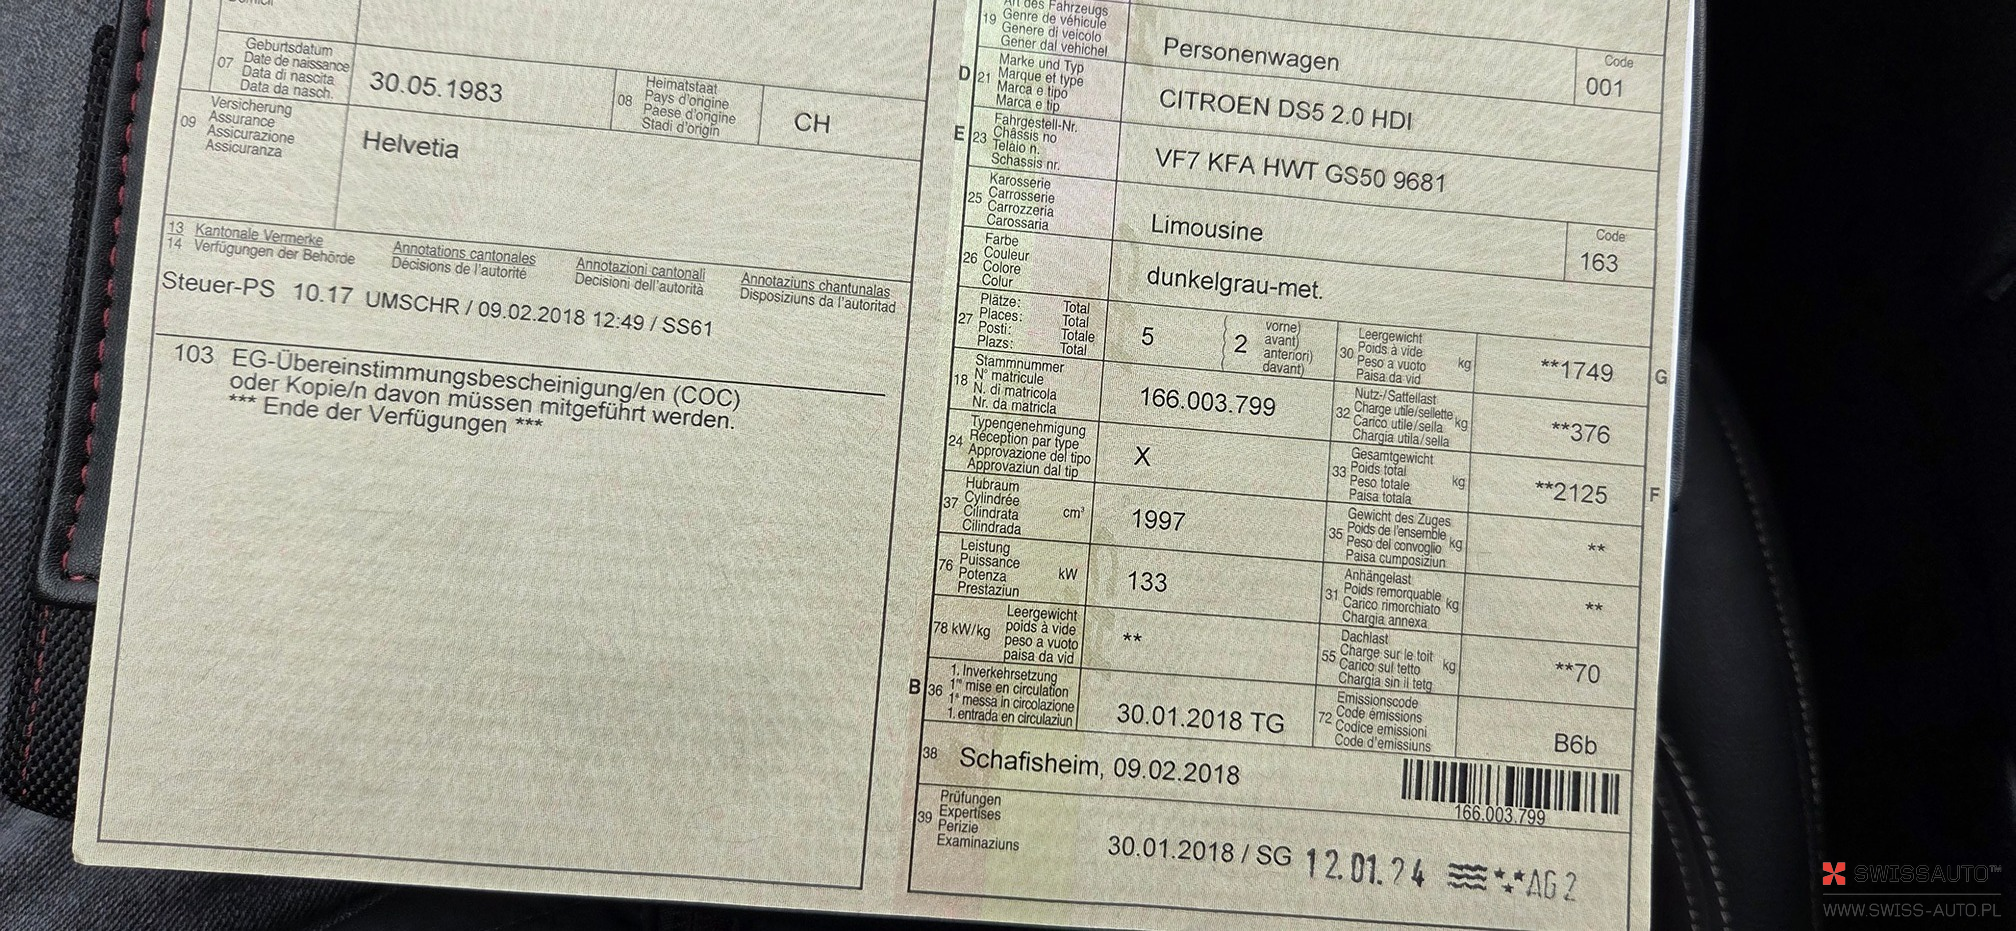 07
Geburtsdatum
Date de naissance
Data di nascita
Data da nasch.
30.05.1983
08
Heimatstaat
Pays d'origine
Paese d'origine
Stadi d'origin
CH
09
Versicherung
Assurance
Assicurazione
Assicuranza
Helvetia
13 Kantonale Vermerke
14 Verfügungen der Behörde
Annotations cantonales
Décisions de l'autorité
Annotazioni cantonali
Decisioni dell'autorità
Annotaziuns chantunalas
Disposiziuns da l'autoritad
Steuer-PS 10.17 UMSCHR / 09.02.2018 12:49 / SS61
103 EG-Übereinstimmungsbescheinigung/en (COC)
oder Kopie/n davon müssen mitgeführt werden.
*** Ende der Verfügungen ***
19
Art des Fahrzeugs
Genre de véhicule
Genere di veicolo
Gener dal vehichel
Personenwagen
Code
001
D 21
Marke und Typ
Marque et type
Marca e tipo
Marca e tip
CITROEN DS5 2.0 HDI
E 23
Fahrgestell-Nr.
Châssis no
Telaio n.
Schassis nr.
VF7 KFA HWT GS50 9681
25
Karosserie
Carrosserie
Carrozzeria
Carossaria
Limousine
Code
163
26
Farbe
Couleur
Colore
Colur
dunkelgrau-met.
27
Plätze: Total
Places: Total
Posti: Totale
Plazs: Total
5
2
vorne)
avant)
anteriori)
davant)
30
Leergewicht
Poids à vide
Peso a vuoto
Paisa da vid
kg
**1749
G
18
Stammnummer
N° matricule
N. di matricola
Nr. da matricla
166.003.799
32
Nutz-/Sattellast
Charge utile/sellette
Carico utile/sella
Chargia utila/sella
kg
**376
24
Typengenehmigung
Réception par type
Approvazione del tipo
Approvaziun dal tip
X
33
Gesamtgewicht
Poids total
Peso totale
Paisa totala
kg
**2125
F
37
Hubraum
Cylindrée
Cilindrata
Cilindrada
cm³
1997
35
Gewicht des Zuges
Poids de l'ensemble
Peso del convoglio
Paisa cumposiziun
kg
**
76
Leistung
Puissance
Potenza
Prestaziun
kW
133
31
Anhängelast
Poids remorquable
Carico rimorchiato
Chargia annexa
kg
**
78 kW/kg
Leergewicht
poids à vide
peso a vuoto
paisa da vid
**
55
Dachlast
Charge sur le toit
Carico sul tetto
Chargia sin il tetg
kg
**70
B 36
1. Inverkehrsetzung
1re mise en circulation
1a messa in circolazione
1. entrada en circulaziun
30.01.2018 TG
72
Emissionscode
Code émissions
Codice emissioni
Code d'emissiuns
B6b
38
Schafisheim, 09.02.2018
166.003.799
39
Prüfungen
Expertises
Perizie
Examinaziuns
30.01.2018 / SG 12.01.24 AG2
SWISSAUTO™
WWW.SWISS-AUTO.PL